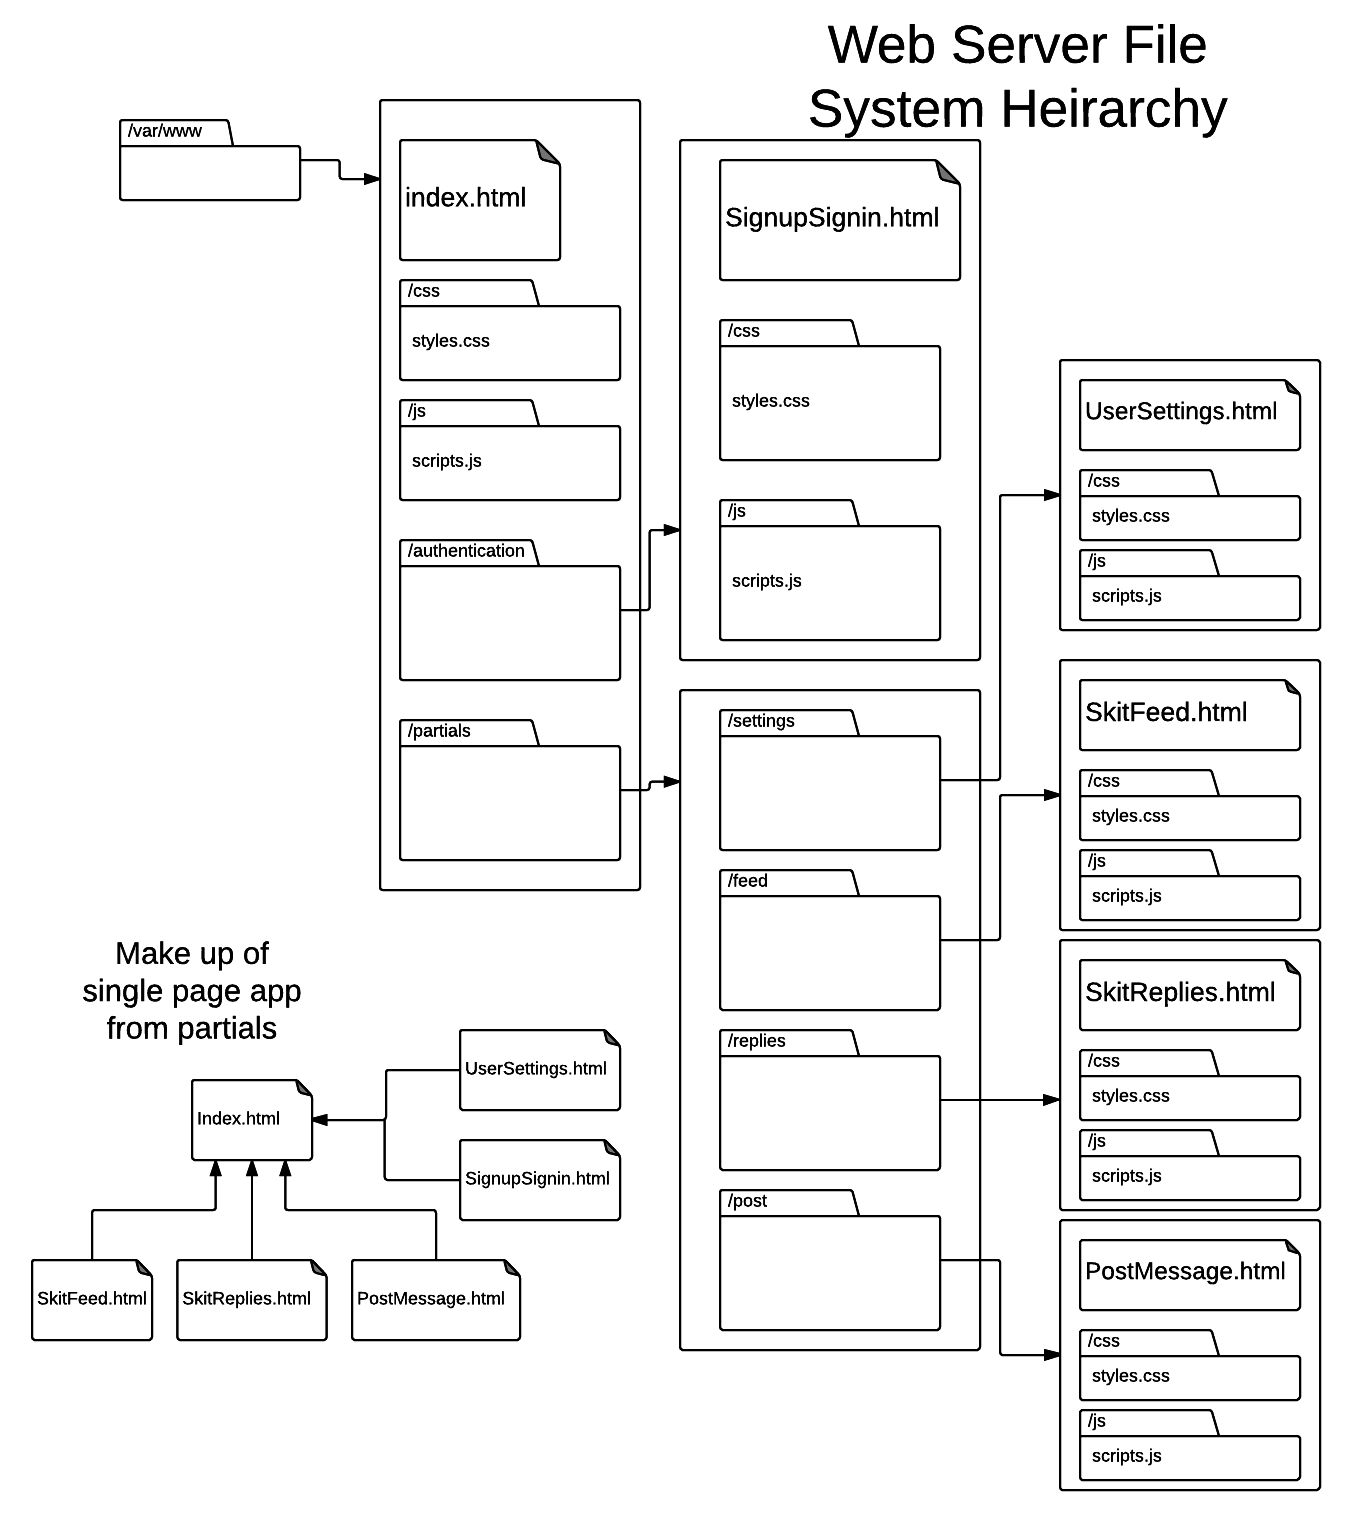 Web Server File
System Heirarchy
/var/www
index.html
/css
styles.css
/js
scripts.js
/authentication
/partials
SignupSignin.html
/css
styles.css
/js
scripts.js
/settings
/feed
/replies
/post
UserSettings.html
/css
styles.css
/js
scripts.js
SkitFeed.html
/css
styles.css
/js
scripts.js
SkitReplies.html
/css
styles.css
/js
scripts.js
PostMessage.html
/css
styles.css
/js
scripts.js
Make up of
single page app
from partials
UserSettings.html
Index.html
SignupSignin.html
SkitFeed.html
SkitReplies.html
PostMessage.html